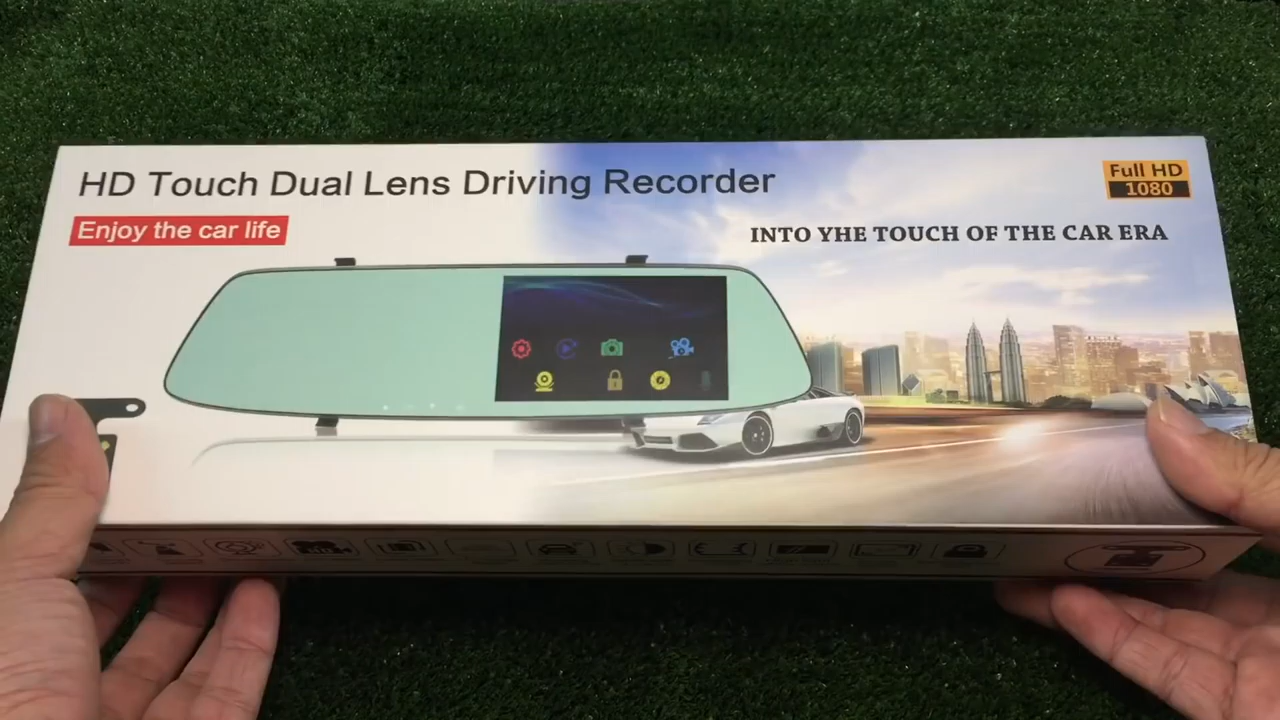 HD Touch Dual Lens Driving Recorder
Full HD
1080
Enjoy the car life
INTO YHE TOUCH OF THE CAR ERA